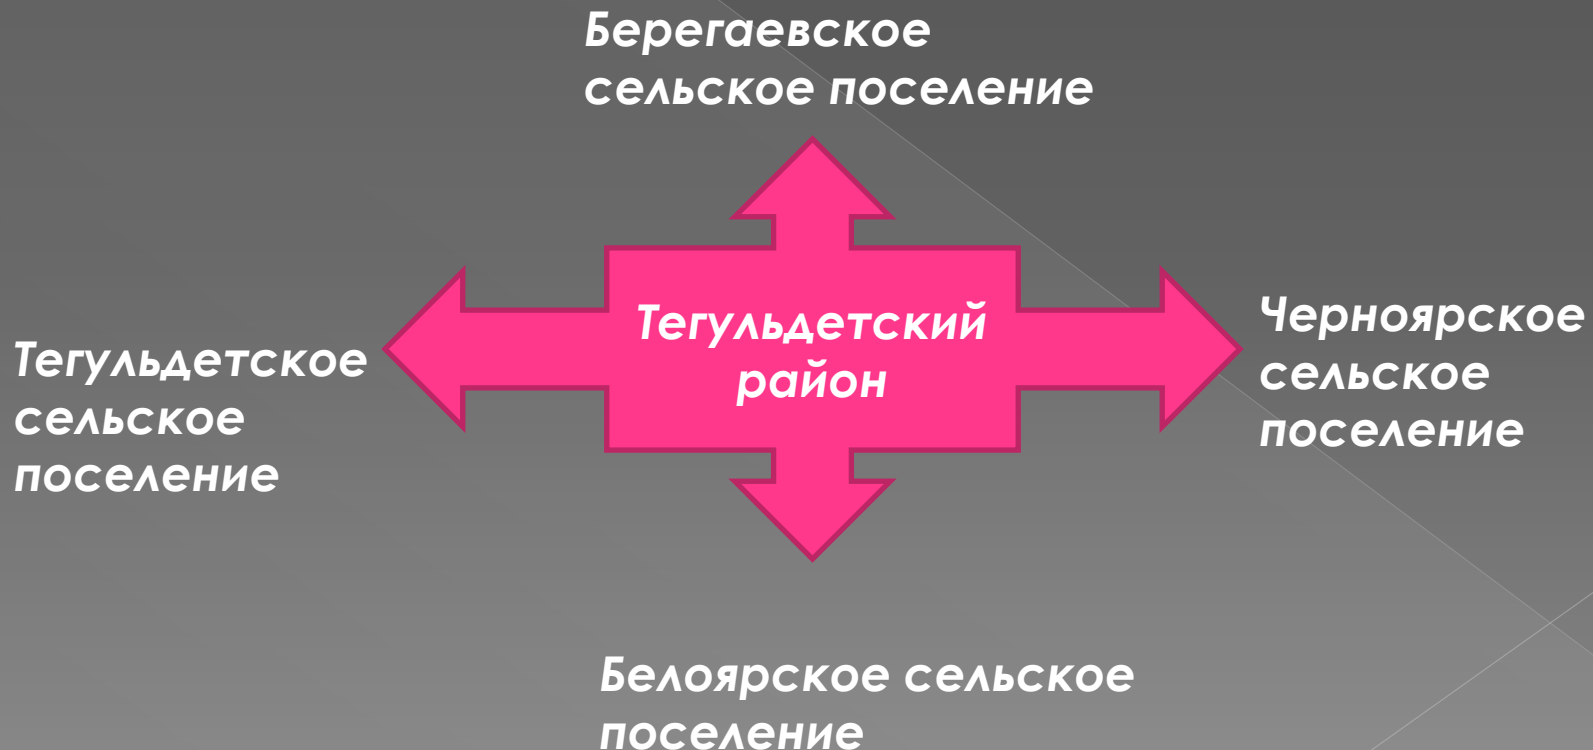 Берегаевское
сельское поселение
Тегульдетский
район
Тегульдетское
сельское
поселение
Черноярское
сельское
поселение
Белоярское сельское
поселение